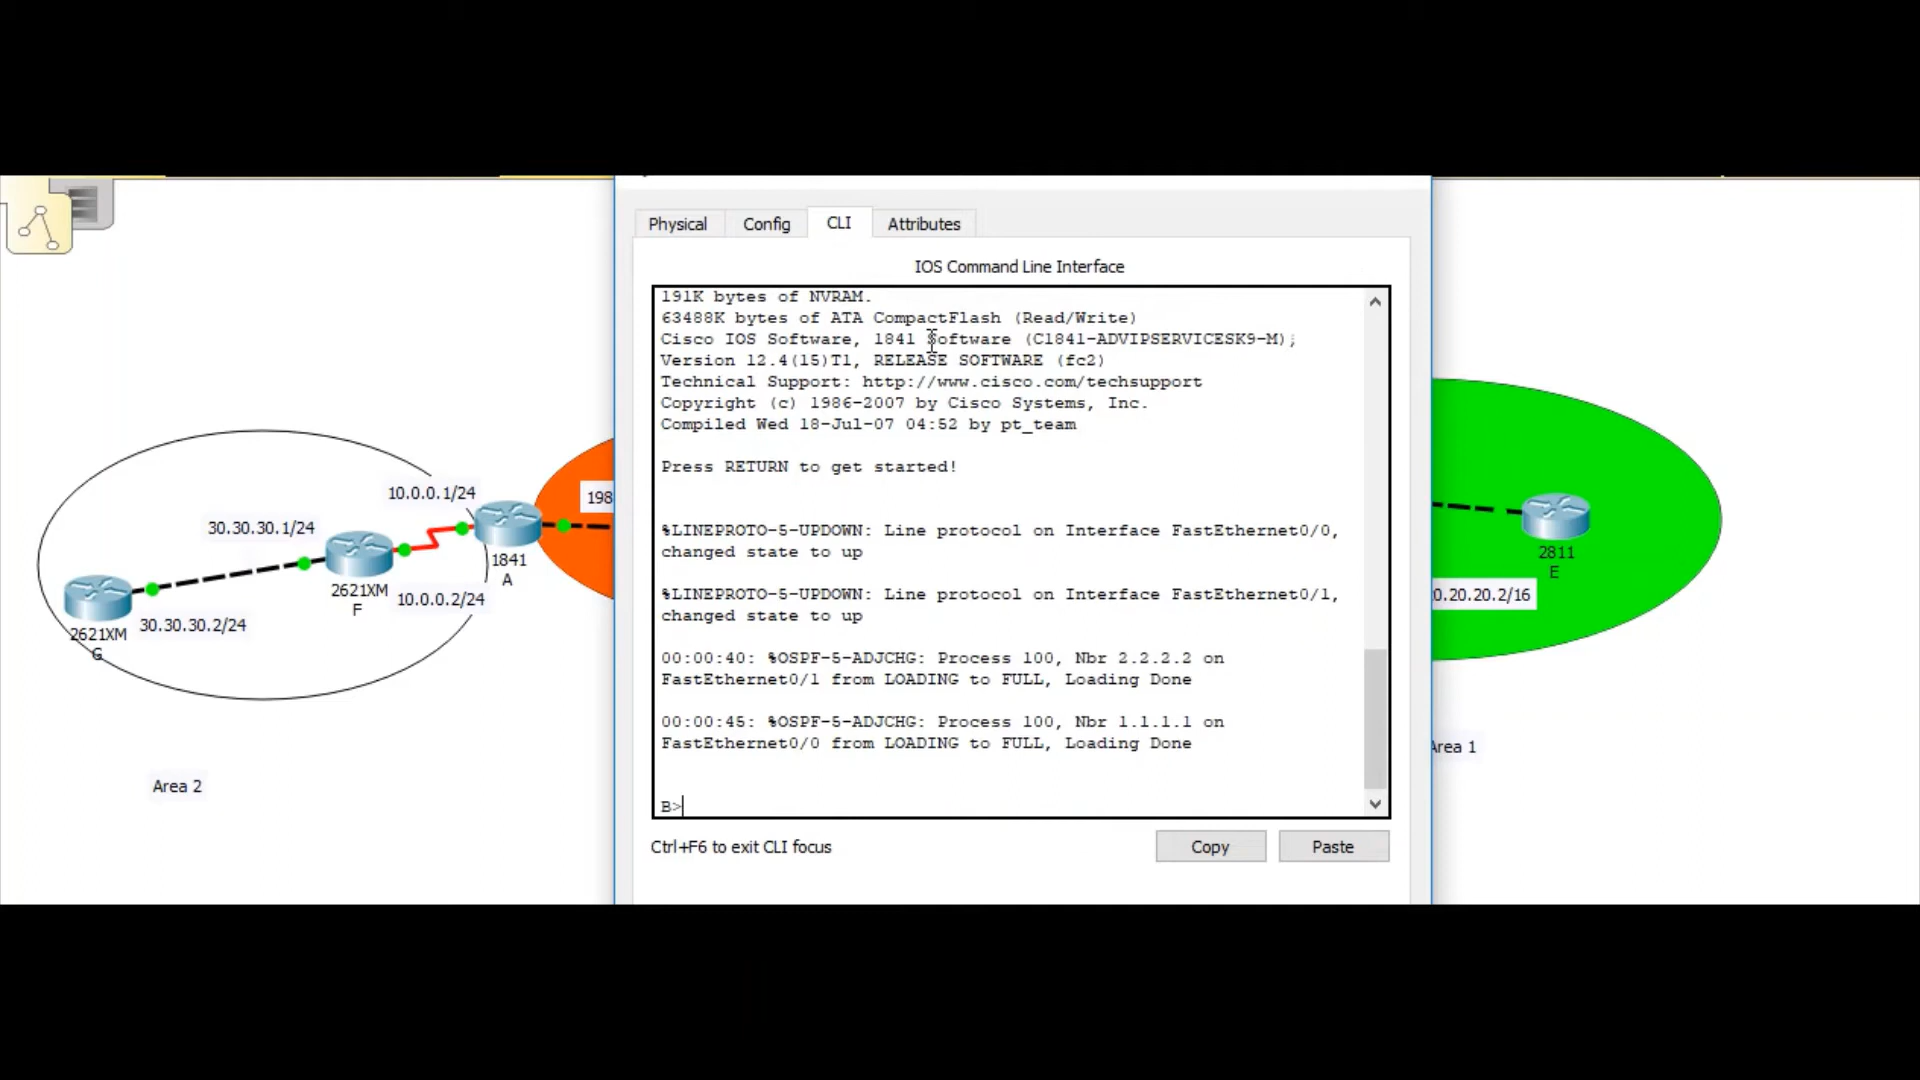 Physical
Config
CLI
Attributes
IOS Command Line Interface
191K bytes of NVRAM.
63488K bytes of ATA CompactFlash (Read/Write)
Cisco IOS Software, 1841 Software (C1841-ADVIPSERVICESK9-M),
Version 12.4(15)T1, RELEASE SOFTWARE (fc2)
Technical Support: http://www.cisco.com/techsupport
Copyright (c) 1986-2007 by Cisco Systems, Inc.
Compiled Wed 18-Jul-07 04:52 by pt_team
Press RETURN to get started!
%LINEPROTO-5-UPDOWN: Line protocol on Interface FastEthernet0/0,
changed state to up
%LINEPROTO-5-UPDOWN: Line protocol on Interface FastEthernet0/1,
changed state to up
00:00:40: %OSPF-5-ADJCHG: Process 100, Nbr 2.2.2.2 on
FastEthernet0/1 from LOADING to FULL, Loading Done
00:00:45: %OSPF-5-ADJCHG: Process 100, Nbr 1.1.1.1 on
FastEthernet0/0 from LOADING to FULL, Loading Done
B>
Ctrl+F6 to exit CLI focus
Copy
Paste
10.0.0.1/24
198
30.30.30.1/24
1841
A
2621XM
F
10.0.0.2/24
30.30.30.2/24
2621XM
G
Area 2
2811
E
0.20.20.2/16
Area 1